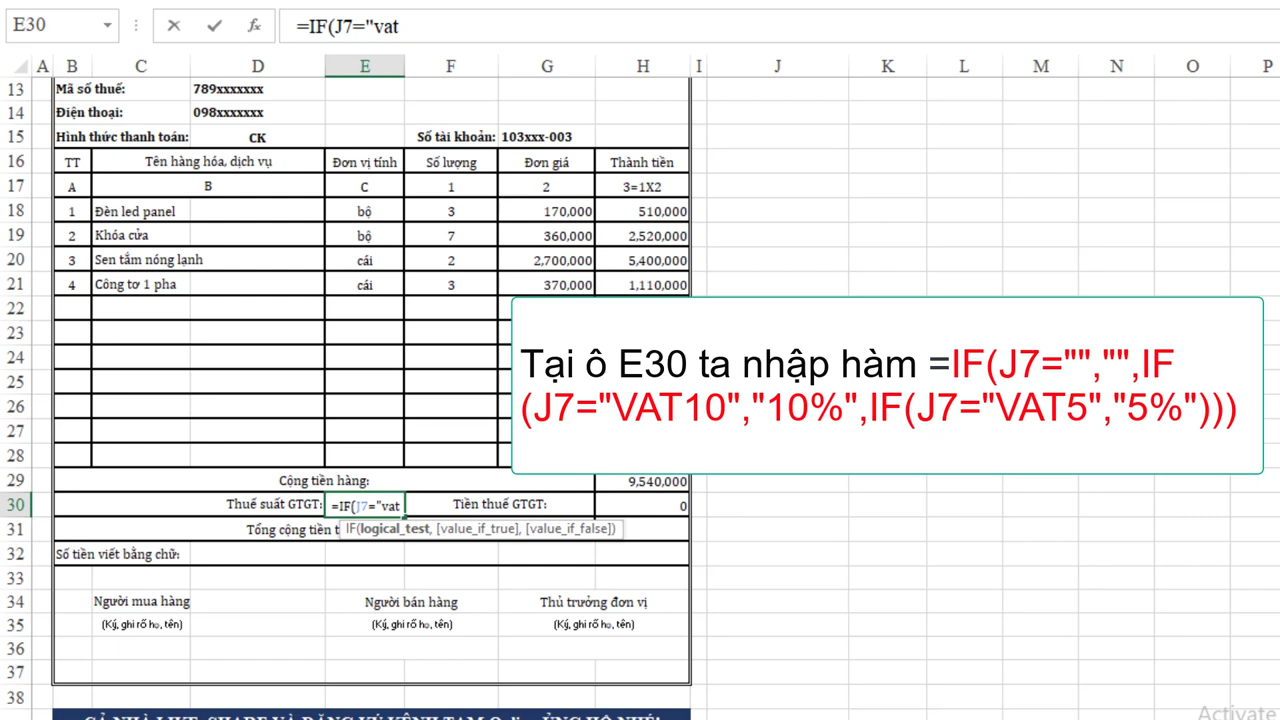 E30 =IF(J7="vat
A B C D E F G H I J K L M N O P
13 Mã số thuế: 789xxxxxxx
14 Điện thoại: 098xxxxxxx
15 Hình thức thanh toán: CK Số tài khoản: 103xxx-003
16 TT Tên hàng hóa, dịch vụ Đơn vị tính Số lượng Đơn giá Thành tiền
17 A B C 1 2 3=1X2
18 1 Đèn led panel bộ 3 170,000 510,000
19 2 Khóa cửa bộ 7 360,000 2,520,000
20 3 Sen tắm nóng lạnh cái 2 2,700,000 5,400,000
21 4 Công tơ 1 pha cái 3 370,000 1,110,000
22
23
24
25
26
27
28
Tại ô E30 ta nhập hàm =IF(J7="","",IF
(J7="VAT10","10%",IF(J7="VAT5","5%")))
29 Cộng tiền hàng: 9,540,000
30 Thuế suất GTGT: =IF(J7="vat Tiền thuế GTGT: 0
31 Tổng cộng tiền t IF(logical_test, [value_if_true], [value_if_false])
32 Số tiền viết bằng chữ:
33
34 Người mua hàng Người bán hàng Thủ trưởng đơn vị
35 (Ký, ghi rõ họ, tên) (Ký, ghi rõ họ, tên) (Ký, ghi rõ họ, tên)
36
37
38
Activate